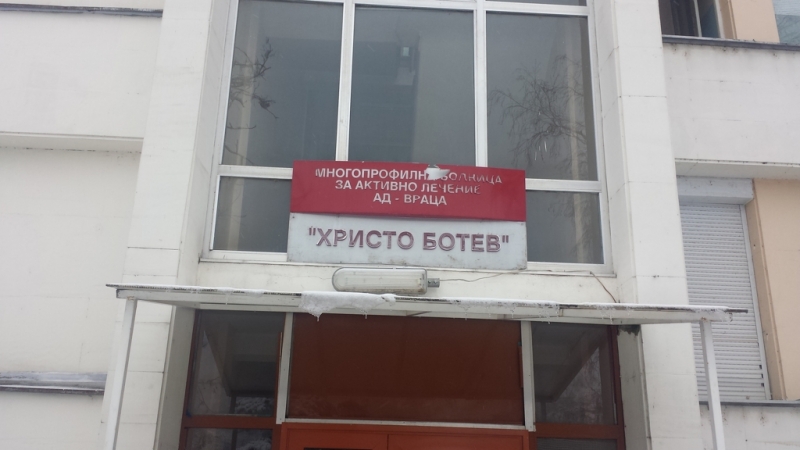 МНОГОПРОФИЛНА БОЛНИЦА
ЗА АКТИВНО ЛЕЧЕНИЕ
АД - ВРАЦА
"ХРИСТО БОТЕВ"